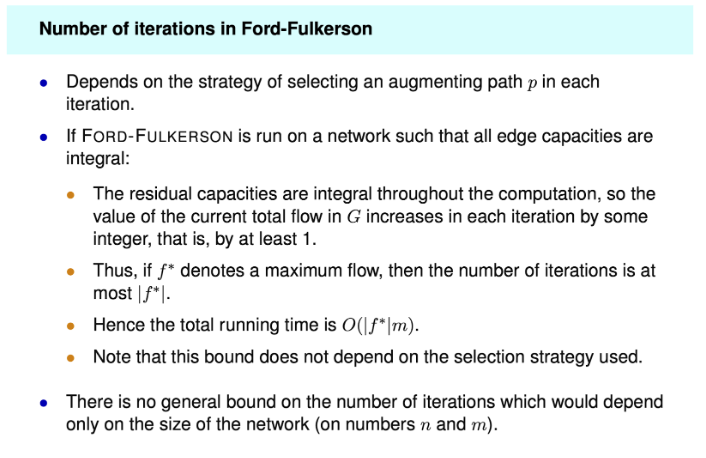 Number of iterations in Ford-Fulkerson
• Depends on the strategy of selecting an augmenting path p in each
iteration.
• If FORD-FULKERSON is run on a network such that all edge capacities are
integral:
• The residual capacities are integral throughout the computation, so the
value of the current total flow in G increases in each iteration by some
integer, that is, by at least 1.
• Thus, if f* denotes a maximum flow, then the number of iterations is at
most |f*|.
• Hence the total running time is O(|f*|m).
• Note that this bound does not depend on the selection strategy used.
• There is no general bound on the number of iterations which would depend
only on the size of the network (on numbers n and m).